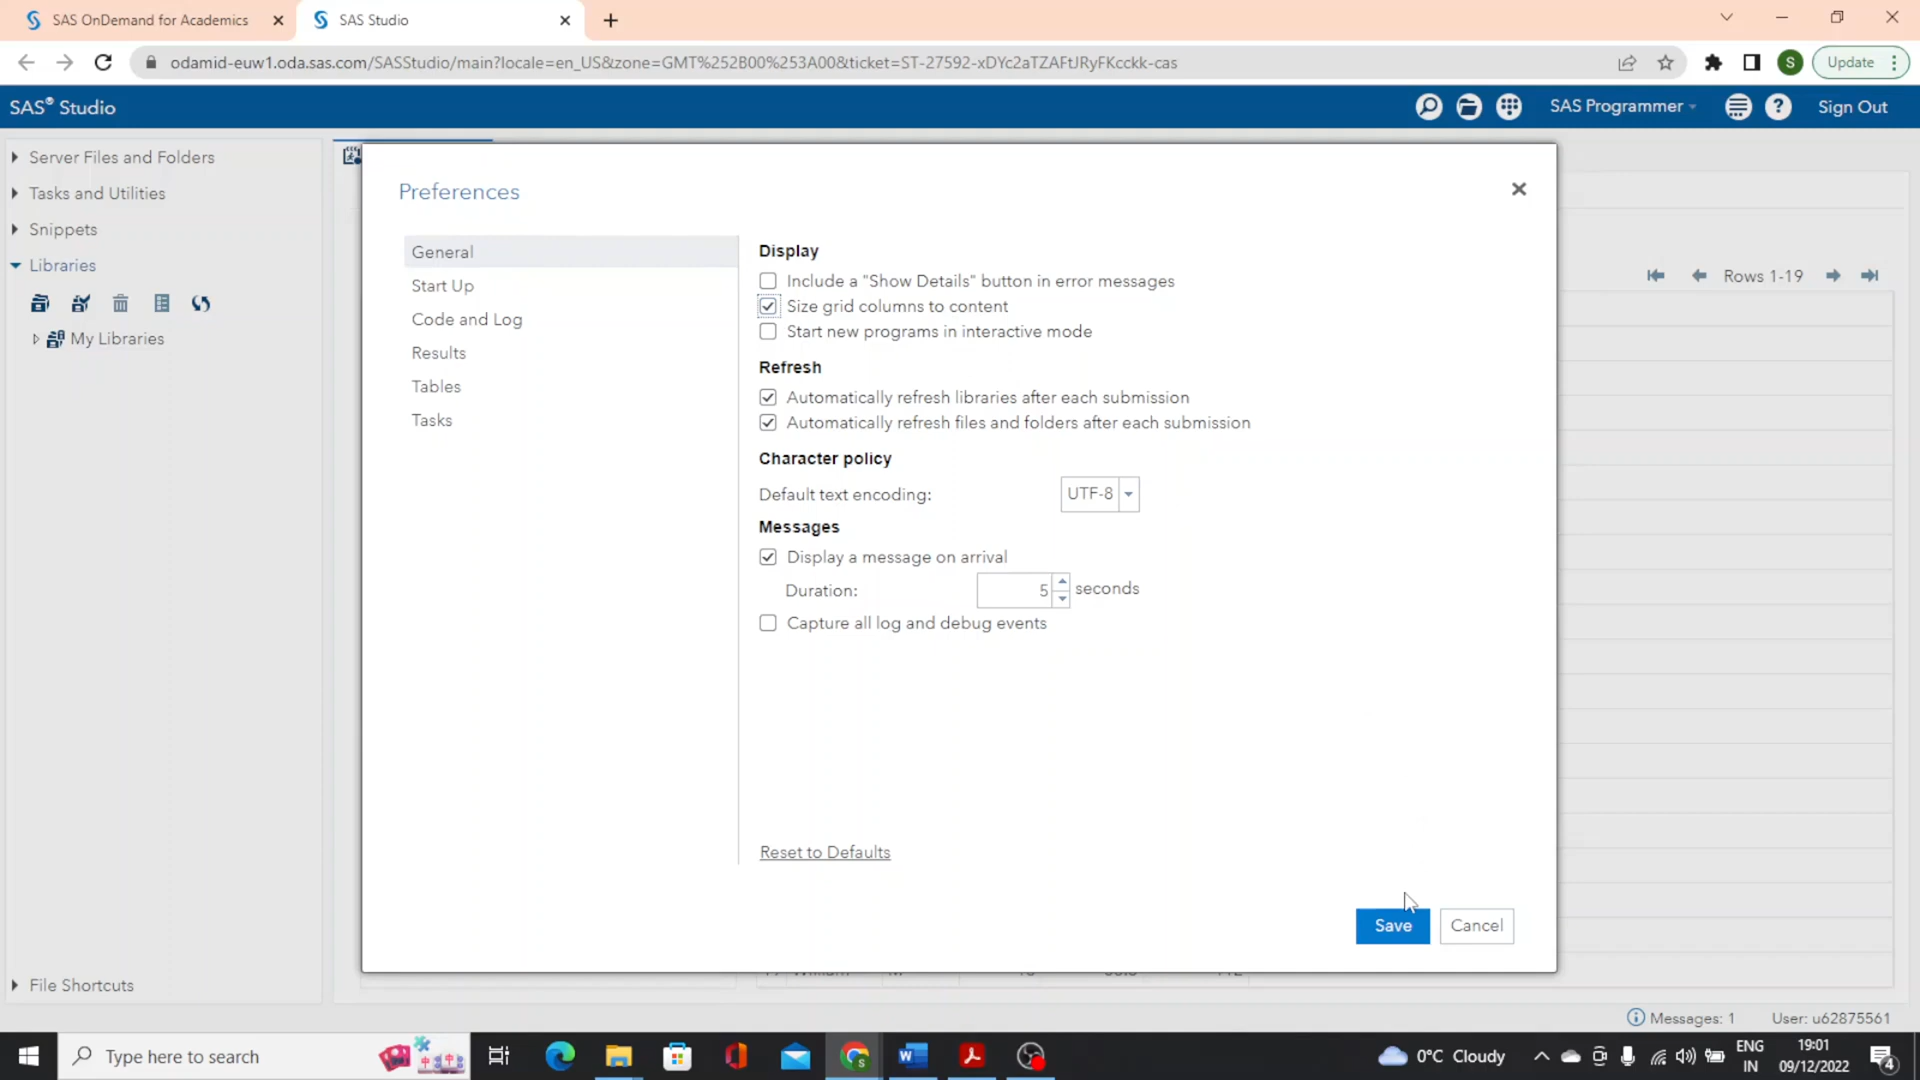 SAS OnDemand for Academics
SAS Studio
odamid-euw1.oda.sas.com/SASStudio/main?locale=en_US&zone=GMT%252B00%253A00&ticket=ST-27592-xDYc2aTZAFtJRyFKcckk-cas
S
Update
SAS® Studio
SAS Programmer
Sign Out
Server Files and Folders
Tasks and Utilities
Snippets
Libraries
My Libraries
File Shortcuts
Rows 1-19
Preferences
General
Start Up
Code and Log
Results
Tables
Tasks
Display
Include a "Show Details" button in error messages
Size grid columns to content
Start new programs in interactive mode
Refresh
Automatically refresh libraries after each submission
Automatically refresh files and folders after each submission
Character policy
Default text encoding: UTF-8
Messages
Display a message on arrival
Duration: 5 seconds
Capture all log and debug events
Reset to Defaults
Save Cancel
Messages: 1 User: u62875561
Type here to search
0°C Cloudy
ENG
IN
19:01
09/12/2022
4